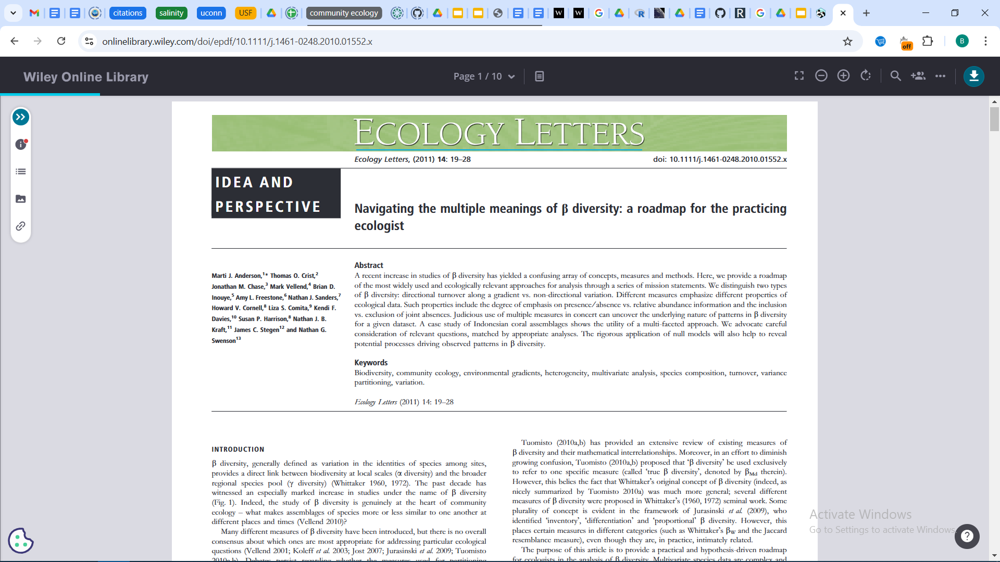 citations
salinity
uconn
USF
community ecology
onlinelibrary.wiley.com/doi/epdf/10.1111/j.1461-0248.2010.01552.x
off
B
Wiley Online Library
Page 1 / 10
ECOLOGY LETTERS
Ecology Letters, (2011) 14: 19–28
doi: 10.1111/j.1461-0248.2010.01552.x
IDEA AND
PERSPECTIVE
Navigating the multiple meanings of β diversity: a roadmap for the practicing
ecologist
Marti J. Anderson,1* Thomas O. Crist,2
Jonathan M. Chase,3 Mark Vellend,4 Brian D.
Inouye,5 Amy L. Freestone,6 Nathan J. Sanders,7
Howard V. Cornell,8 Liza S. Comita,9 Kendi F.
Davies,10 Susan P. Harrison,8 Nathan J. B.
Kraft,11 James C. Stegen12 and Nathan G.
Swenson13
Abstract
A recent increase in studies of β diversity has yielded a confusing array of concepts, measures and methods. Here, we provide a roadmap
of the most widely used and ecologically relevant approaches for analysis through a series of mission statements. We distinguish two types
of β diversity: directional turnover along a gradient vs. non-directional variation. Different measures emphasize different properties of
ecological data. Such properties include the degree of emphasis on presence/absence vs. relative abundance information and the inclusion
vs. exclusion of joint absences. Judicious use of multiple measures in concert can uncover the underlying nature of patterns in β diversity
for a given dataset. A case study of Indonesian coral assemblages shows the utility of a multi-faceted approach. We advocate careful
consideration of relevant questions, matched by appropriate analyses. The rigorous application of null models will also help to reveal
potential processes driving observed patterns in β diversity.
Keywords
Biodiversity, community ecology, environmental gradients, heterogeneity, multivariate analysis, species composition, turnover, variance
partitioning, variation.
Ecology Letters (2011) 14: 19–28
INTRODUCTION
β diversity, generally defined as variation in the identities of species among sites,
provides a direct link between biodiversity at local scales (α diversity) and the broader
regional species pool (γ diversity) (Whittaker 1960, 1972). The past decade has
witnessed an especially marked increase in studies under the name of β diversity
(Fig. 1). Indeed, the study of β diversity is genuinely at the heart of community
ecology – what makes assemblages of species more or less similar to one another at
different places and times (Vellend 2010)?
Many different measures of β diversity have been introduced, but there is no overall
consensus about which ones are most appropriate for addressing particular ecological
questions (Vellend 2001; Koleff et al. 2003; Jost 2007; Jurasinski et al. 2009; Tuomisto
2010a,b). Debates persist regarding whether the measures used for partitioning
Tuomisto (2010a,b) has provided an extensive review of existing measures of
β diversity and their mathematical interrelationships. Moreover, in an effort to diminish
growing confusion, Tuomisto (2010a,b) proposed that ‘β diversity’ be used exclusively
to refer to one specific measure (called ‘true β diversity’, denoted by βMd therein).
However, this belies the fact that Whittaker’s original concept of β diversity (indeed, as
nicely summarized by Tuomisto 2010a) was much more general; several different
measures of β diversity were proposed in Whittaker’s (1960, 1972) seminal work. Some
plurality of concept is evident in the framework of Jurasinski et al. (2009), who
identified ‘inventory’, ‘differentiation’ and ‘proportional’ β diversity. However, this
places certain measures in different categories (such as Whittaker’s βW and the Jaccard
resemblance measure), even though they are, in practice, intimately related.
The purpose of this article is to provide a practical and hypothesis-driven roadmap
for ecologists in the analysis of β diversity. Multivariate species data are complex and
Activate Windows
Go to Settings to activate Windows.